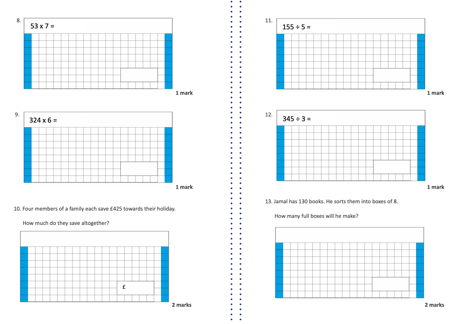 8.
53 x 7 =
1 mark
9.
324 x 6 =
1 mark
10. Four members of a family each save £425 towards their holiday.
How much do they save altogether?
£
2 marks
11.
155 ÷ 5 =
1 mark
12.
345 ÷ 3 =
1 mark
13. Jamal has 130 books. He sorts them into boxes of 8.
How many full boxes will he make?
2 marks